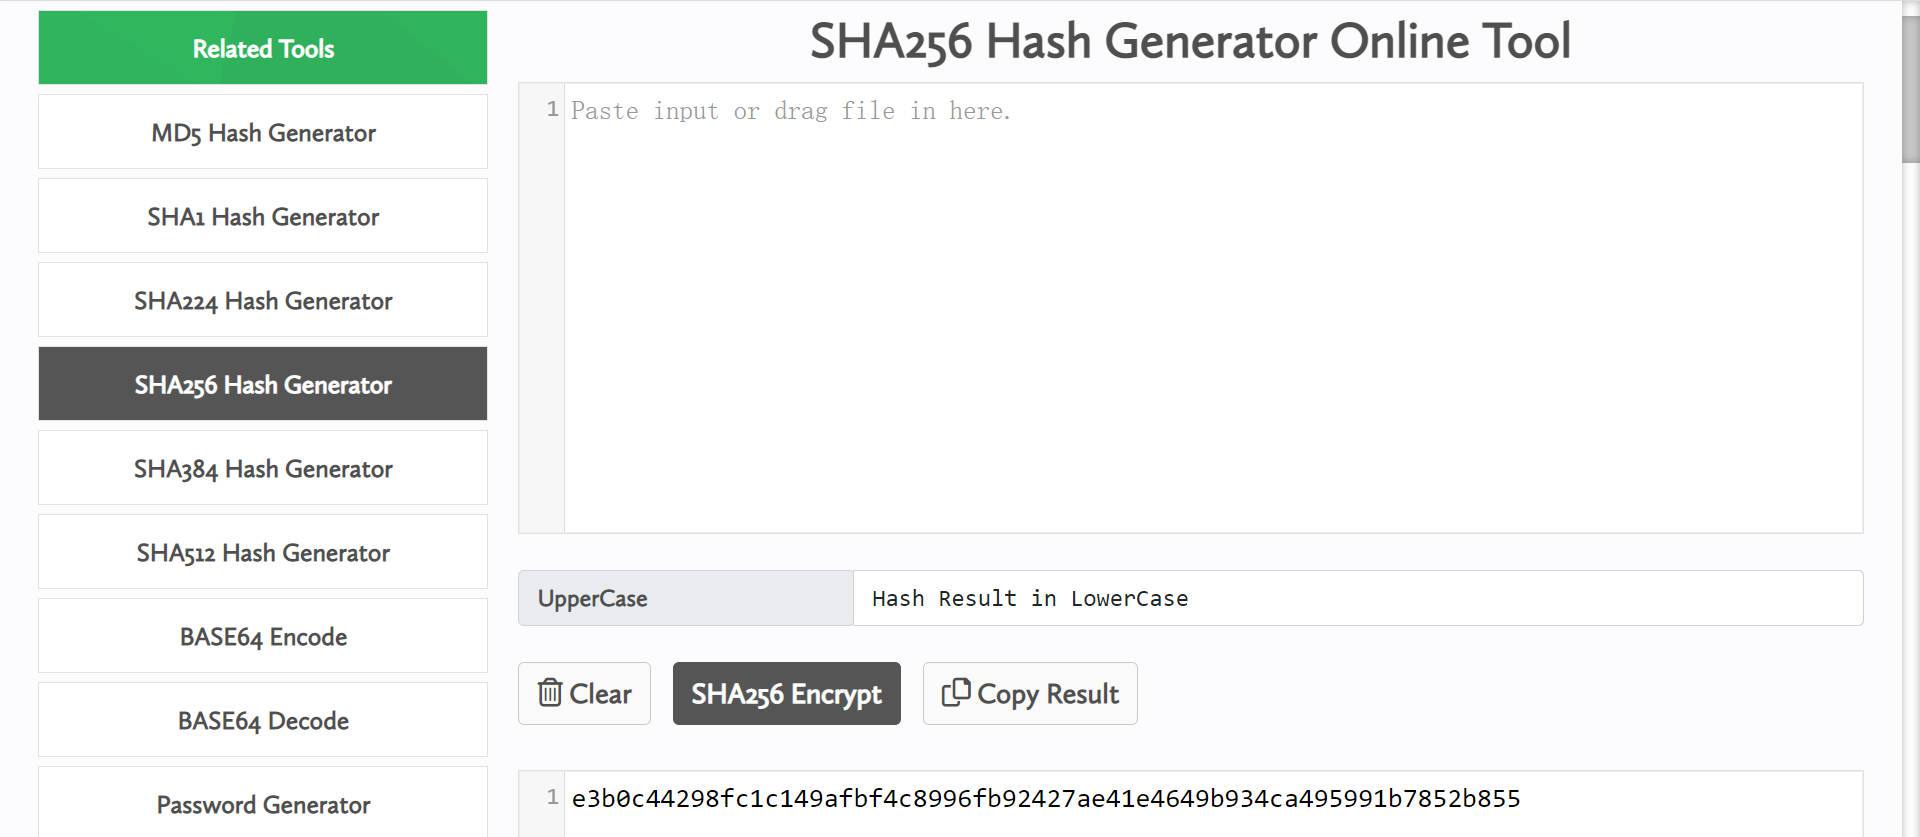 Related Tools
MD5 Hash Generator
SHA1 Hash Generator
SHA224 Hash Generator
SHA256 Hash Generator
SHA384 Hash Generator
SHA512 Hash Generator
BASE64 Encode
BASE64 Decode
Password Generator
SHA256 Hash Generator Online Tool
1 Paste input or drag file in here.
UpperCase Hash Result in LowerCase
Clear SHA256 Encrypt Copy Result
1 e3b0c44298fc1c149afbf4c8996fb92427ae41e4649b934ca495991b7852b855